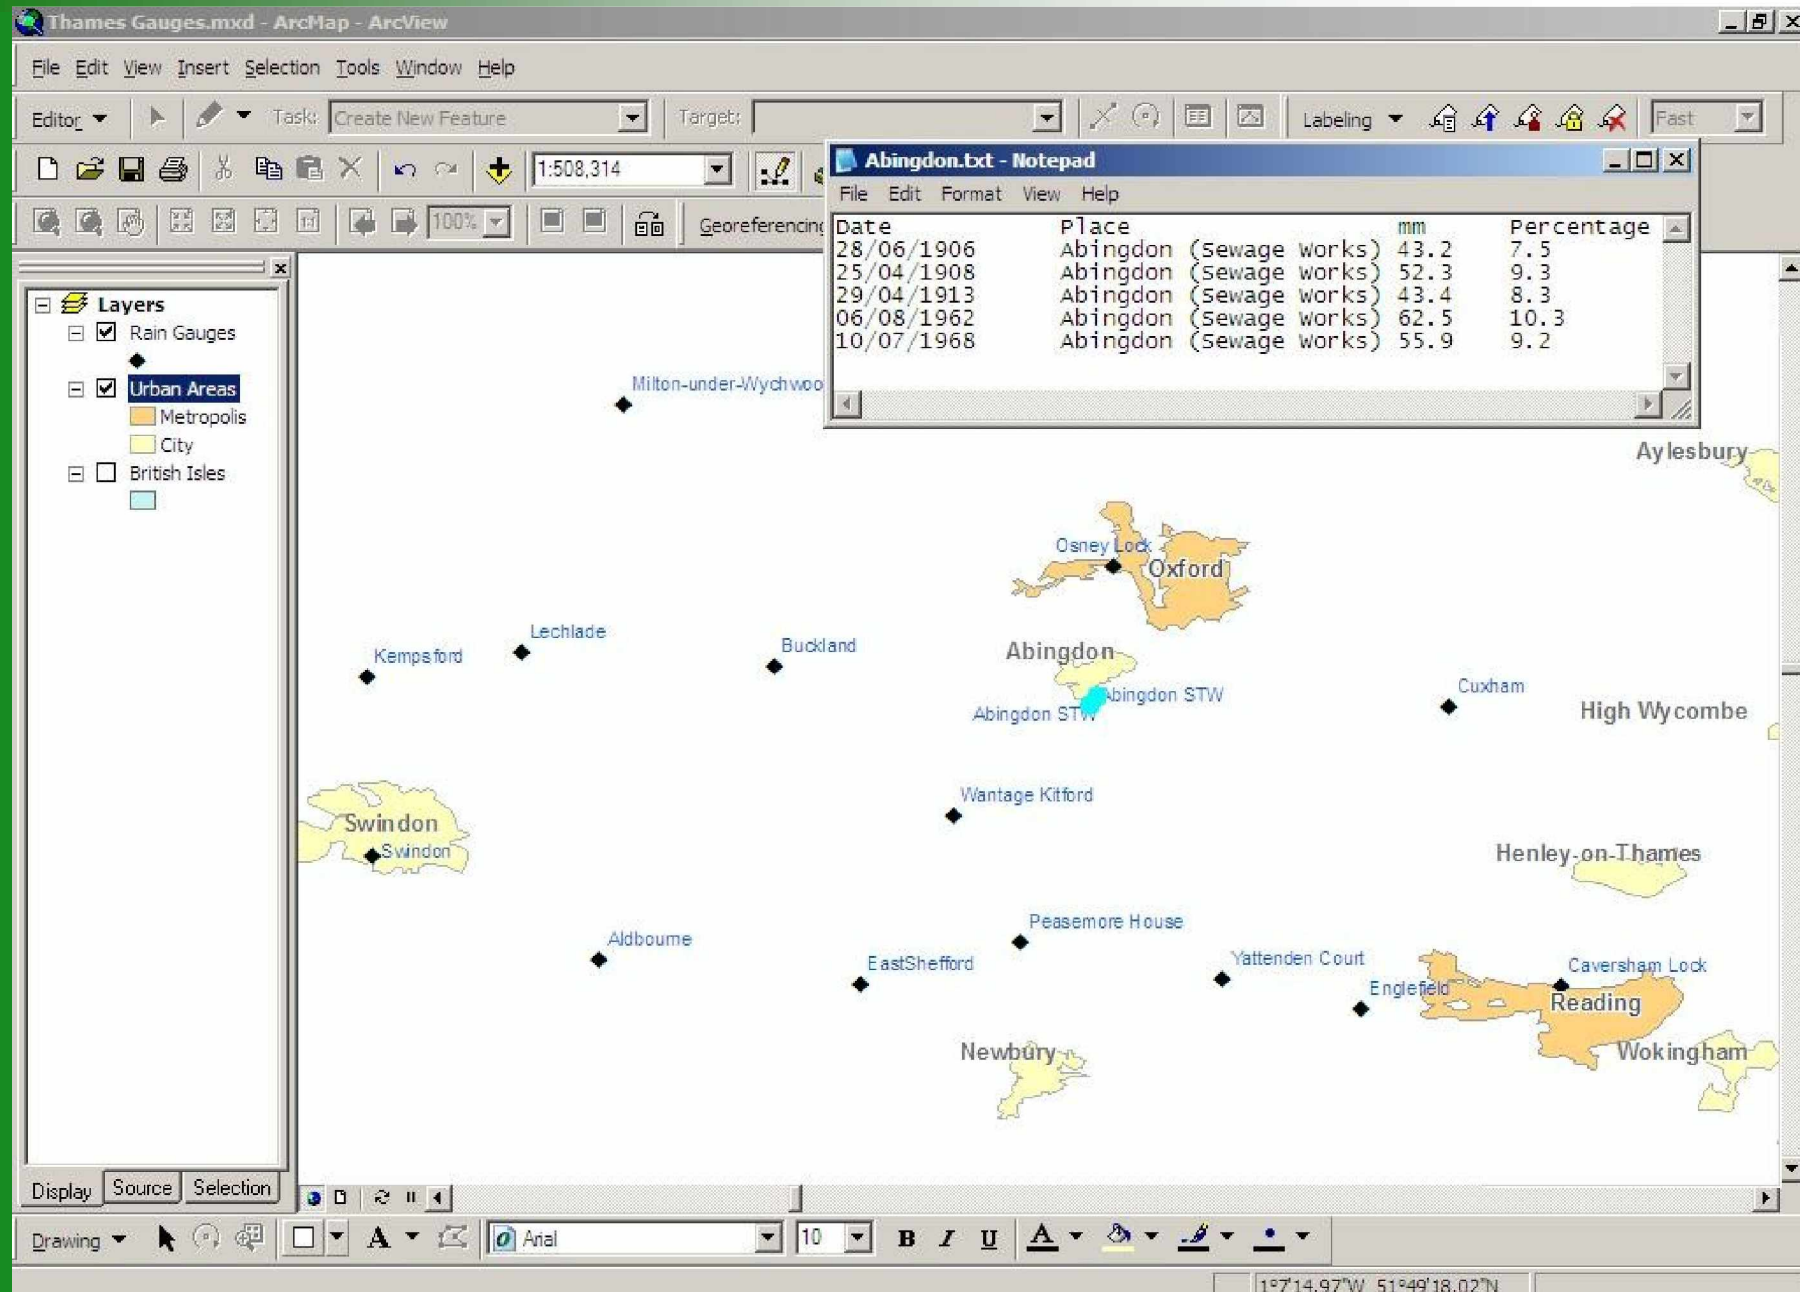 Thames Gauges.mxd - ArcMap - ArcView
File Edit View Insert Selection Tools Window Help
Editor Task: Create New Feature Target: Labeling Fast
1:508,314
100% Georeferencing
Abingdon.txt - Notepad
File Edit Format View Help
Date Place mm Percentage
28/06/1906 Abingdon (Sewage Works) 43.2 7.5
25/04/1908 Abingdon (Sewage Works) 52.3 9.3
29/04/1913 Abingdon (Sewage Works) 43.4 8.3
06/08/1962 Abingdon (Sewage Works) 62.5 10.3
10/07/1968 Abingdon (Sewage Works) 55.9 9.2
Layers
Rain Gauges
Urban Areas
Metropolis
City
British Isles
Milton-under-Wychwoo
Aylesbury
Osney Lock
Oxford
Lechlade
Kempsford
Buckland
Abingdon
Abingdon STW
Abingdon STW
Cuxham
High Wycombe
Wantage Kitford
Swindon
Swindon
Henley-on-Thames
Peasemore House
Aldbourne
EastShefford
Yattenden Court
Caversham Lock
Englefield
Reading
Newbury
Wokingham
Display Source Selection
Drawing A Arial 10 B I U A
1°7'14.97"W 51°49'18.02"N